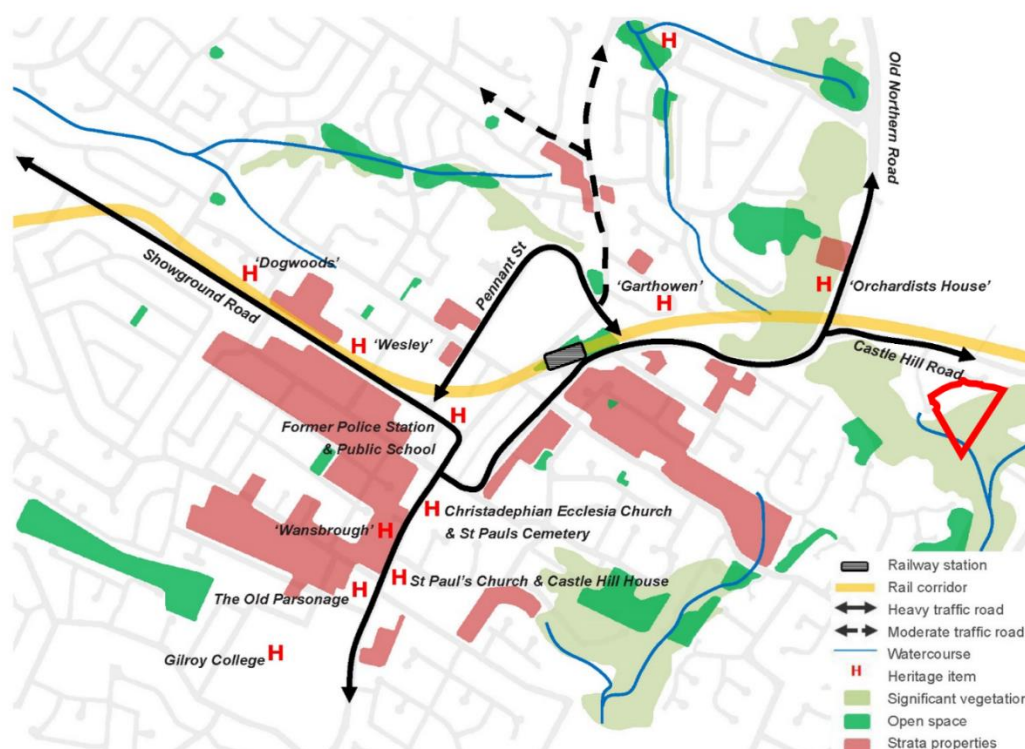 H
Old Northern Road
'Dogwoods'
H
Pennant St
'Garthowen'
H
H
'Orchardists House'
Showground Road
H
'Wesley'
Castle Hill Road
H
Former Police Station
& Public School
H
Christadephian Ecclesia Church
& St Pauls Cemetery
'Wansbrough'
H
H
St Paul's Church & Castle Hill House
The Old Parsonage
H
Gilroy College
H
Railway station
Rail corridor
Heavy traffic road
Moderate traffic road
Watercourse
H
Heritage item
Significant vegetation
Open space
Strata properties